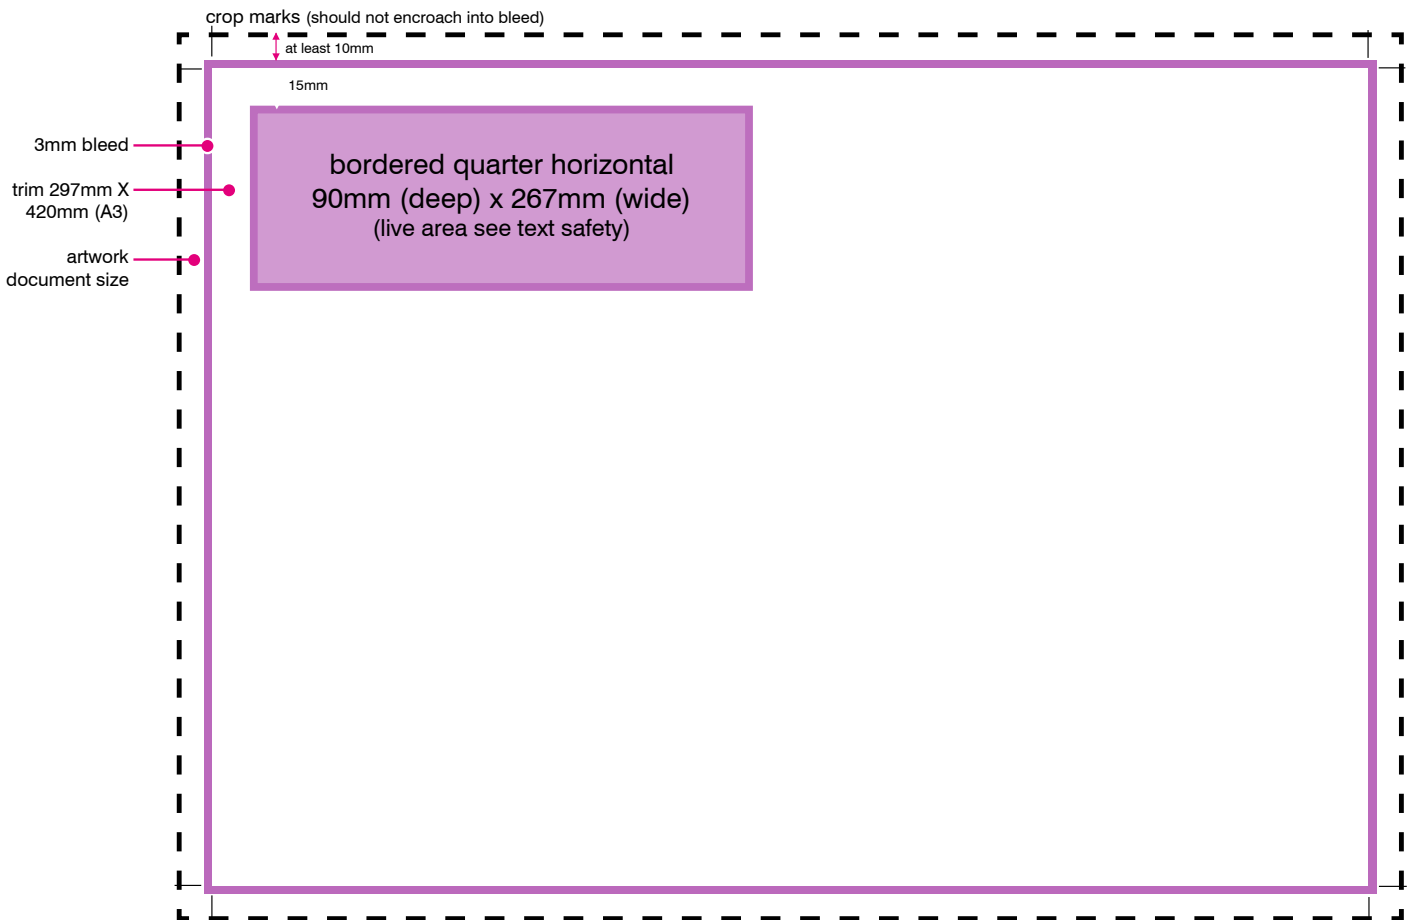 crop marks (should not encroach into bleed)
at least 10mm
15mm
3mm bleed
trim 297mm X
420mm (A3)
artwork
document size
bordered quarter horizontal
90mm (deep) x 267mm (wide)
(live area see text safety)